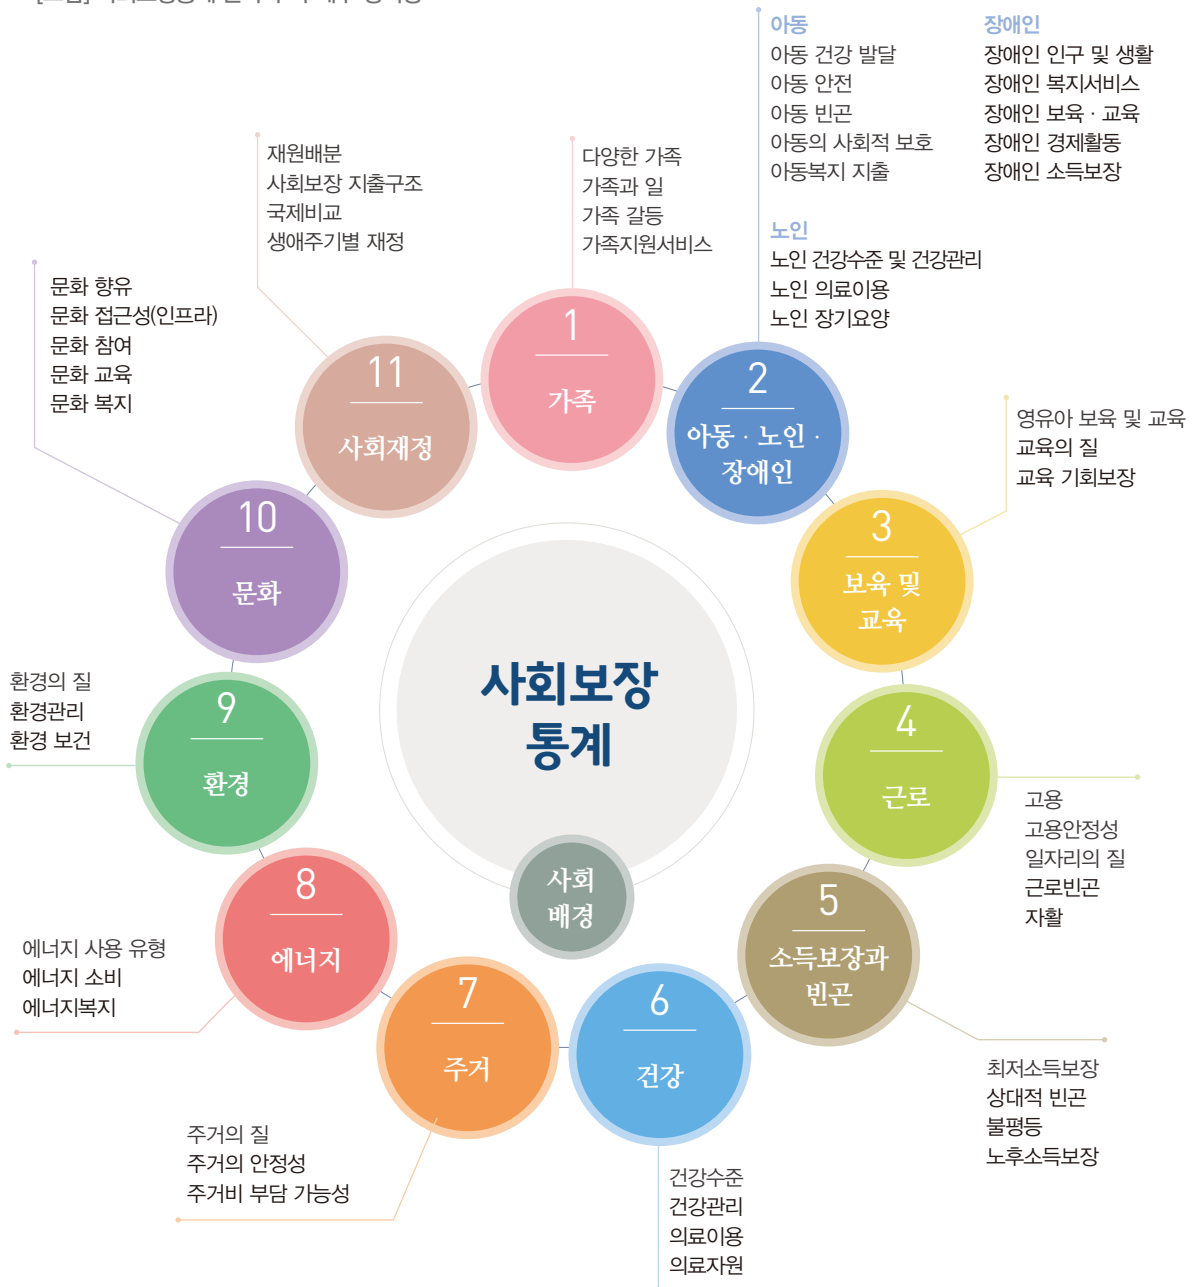 아동
아동 건강 발달
아동 안전
아동 빈곤
아동의 사회적 보호
아동복지 지출
장애인
장애인 인구 및 생활
장애인 복지서비스
장애인 보육 · 교육
장애인 경제활동
장애인 소득보장
노인
노인 건강수준 및 건강관리
노인 의료이용
노인 장기요양
재원배분
사회보장 지출구조
국제비교
생애주기별 재정
다양한 가족
가족과 일
가족 갈등
가족지원서비스
문화 향유
문화 접근성(인프라)
문화 참여
문화 교육
문화 복지
1
가족
2
아동 · 노인 ·
장애인
영유아 보육 및 교육
교육의 질
교육 기회보장
3
보육 및
교육
4
근로
고용
고용안정성
일자리의 질
근로빈곤
자활
5
소득보장과
빈곤
최저소득보장
상대적 빈곤
불평등
노후소득보장
6
건강
건강수준
건강관리
의료이용
의료자원
7
주거
주거의 질
주거의 안정성
주거비 부담 가능성
8
에너지
에너지 사용 유형
에너지 소비
에너지복지
9
환경
환경의 질
환경관리
환경 보건
10
문화
11
사회재정
사회보장
통계
사회
배경